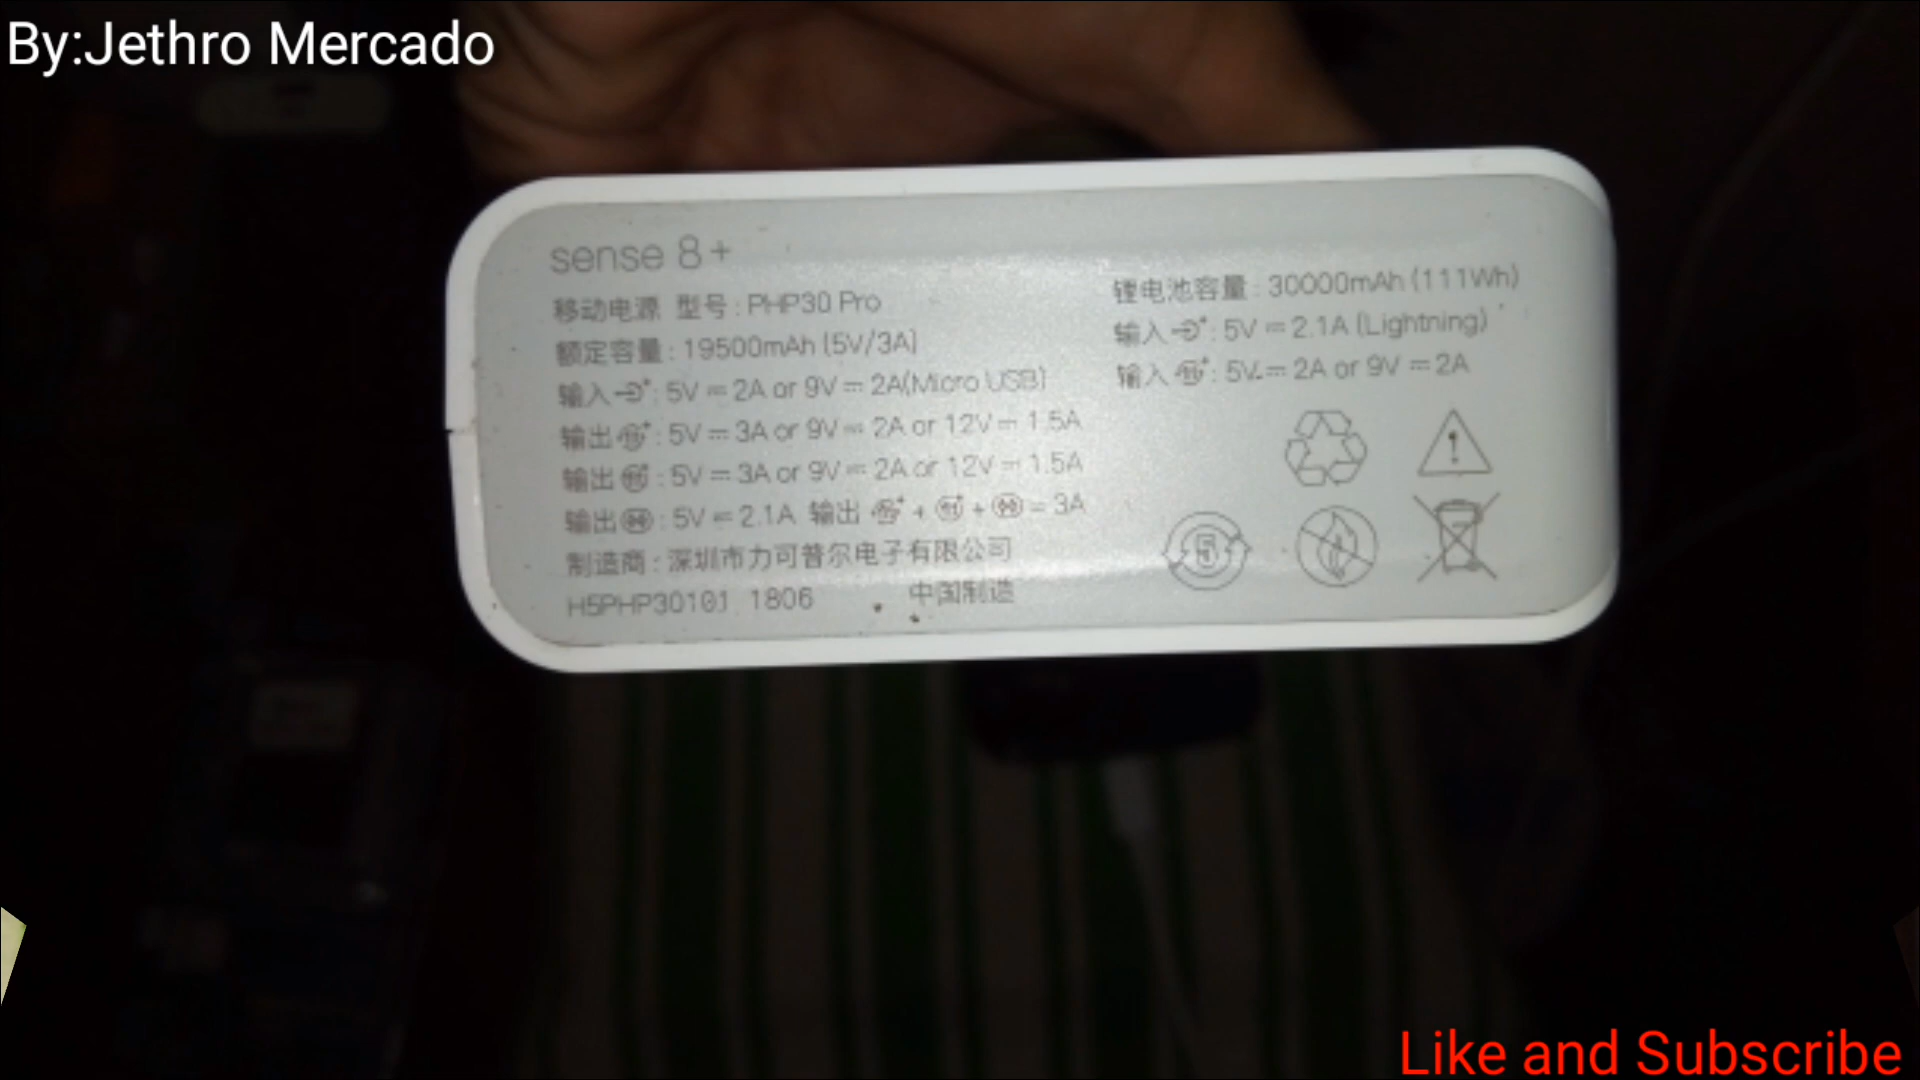 By:Jethro Mercado
sense 8+
移动电源 型号: PHP30 Pro
额定容量: 19500mAh (5V/3A)
输入: 5V⎓2A or 9V⎓2A(Micro USB)
输出: 5V⎓3A or 9V⎓2A or 12V⎓1.5A
输出: 5V⎓3A or 9V⎓2A or 12V⎓1.5A
输出: 5V⎓2.1A 输出 + + = 3A
制造商: 深圳市力可普尔电子有限公司
H5PHP30101 1806 中国制造
锂电池容量: 30000mAh (111Wh)
输入: 5V⎓2.1A (Lightning)
输入: 5V⎓2A or 9V⎓2A
5
Like and Subscribe